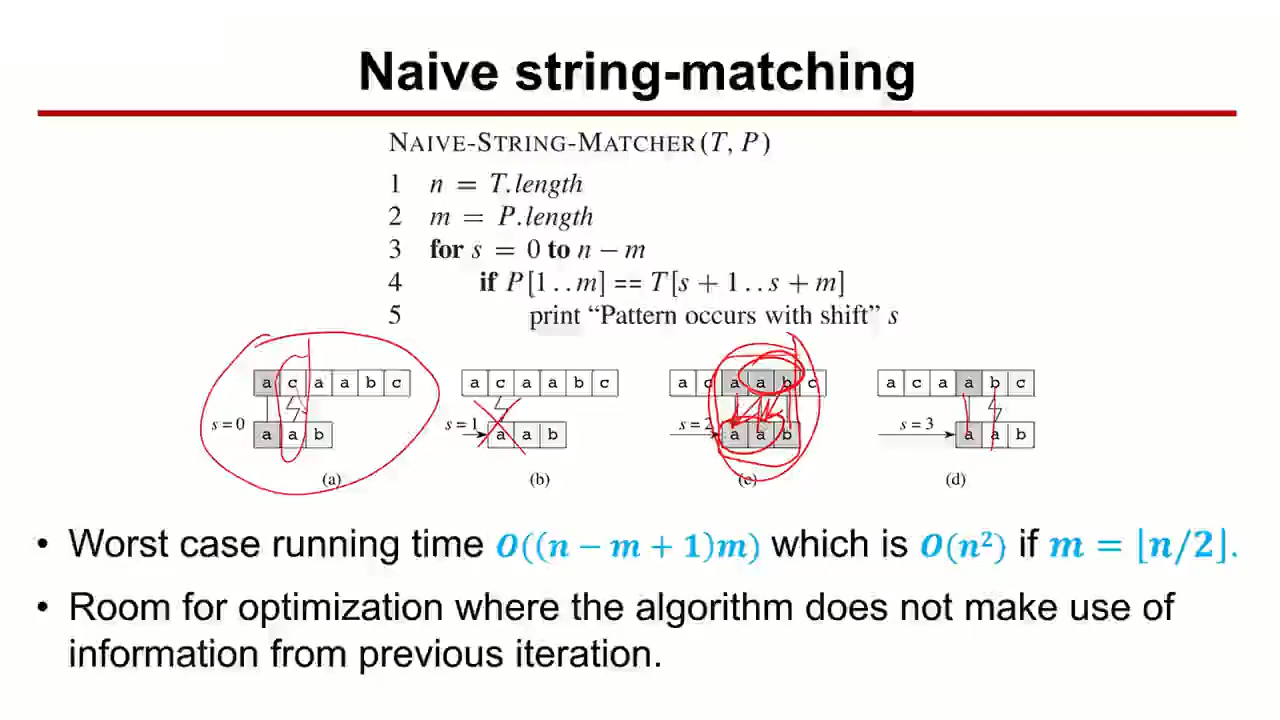 Naive string-matching
NAIVE-STRING-MATCHER(T, P)
1 n = T.length
2 m = P.length
3 for s = 0 to n − m
4 if P[1..m] == T[s + 1..s + m]
5 print “Pattern occurs with shift” s
a c a a b c
s = 0
a a b
(a)
a c a a b c
s = 1
a a b
(b)
a c a a b c
s = 2
a a b
(c)
a c a a b c
s = 3
a a b
(d)
• Worst case running time O((n − m + 1)m) which is O(n²) if m = ⌊n/2⌋.
• Room for optimization where the algorithm does not make use of
information from previous iteration.